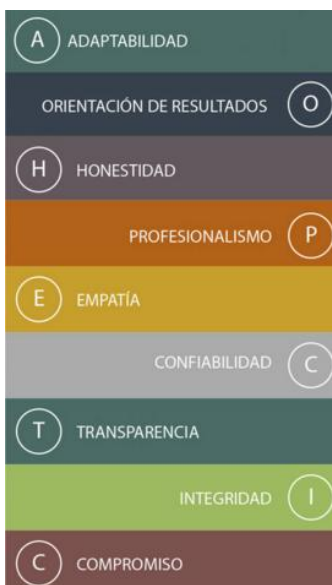 A ADAPTABILIDAD
ORIENTACIÓN DE RESULTADOS O
H HONESTIDAD
PROFESIONALISMO P
E EMPATÍA
CONFIABILIDAD C
T TRANSPARENCIA
INTEGRIDAD I
C COMPROMISO